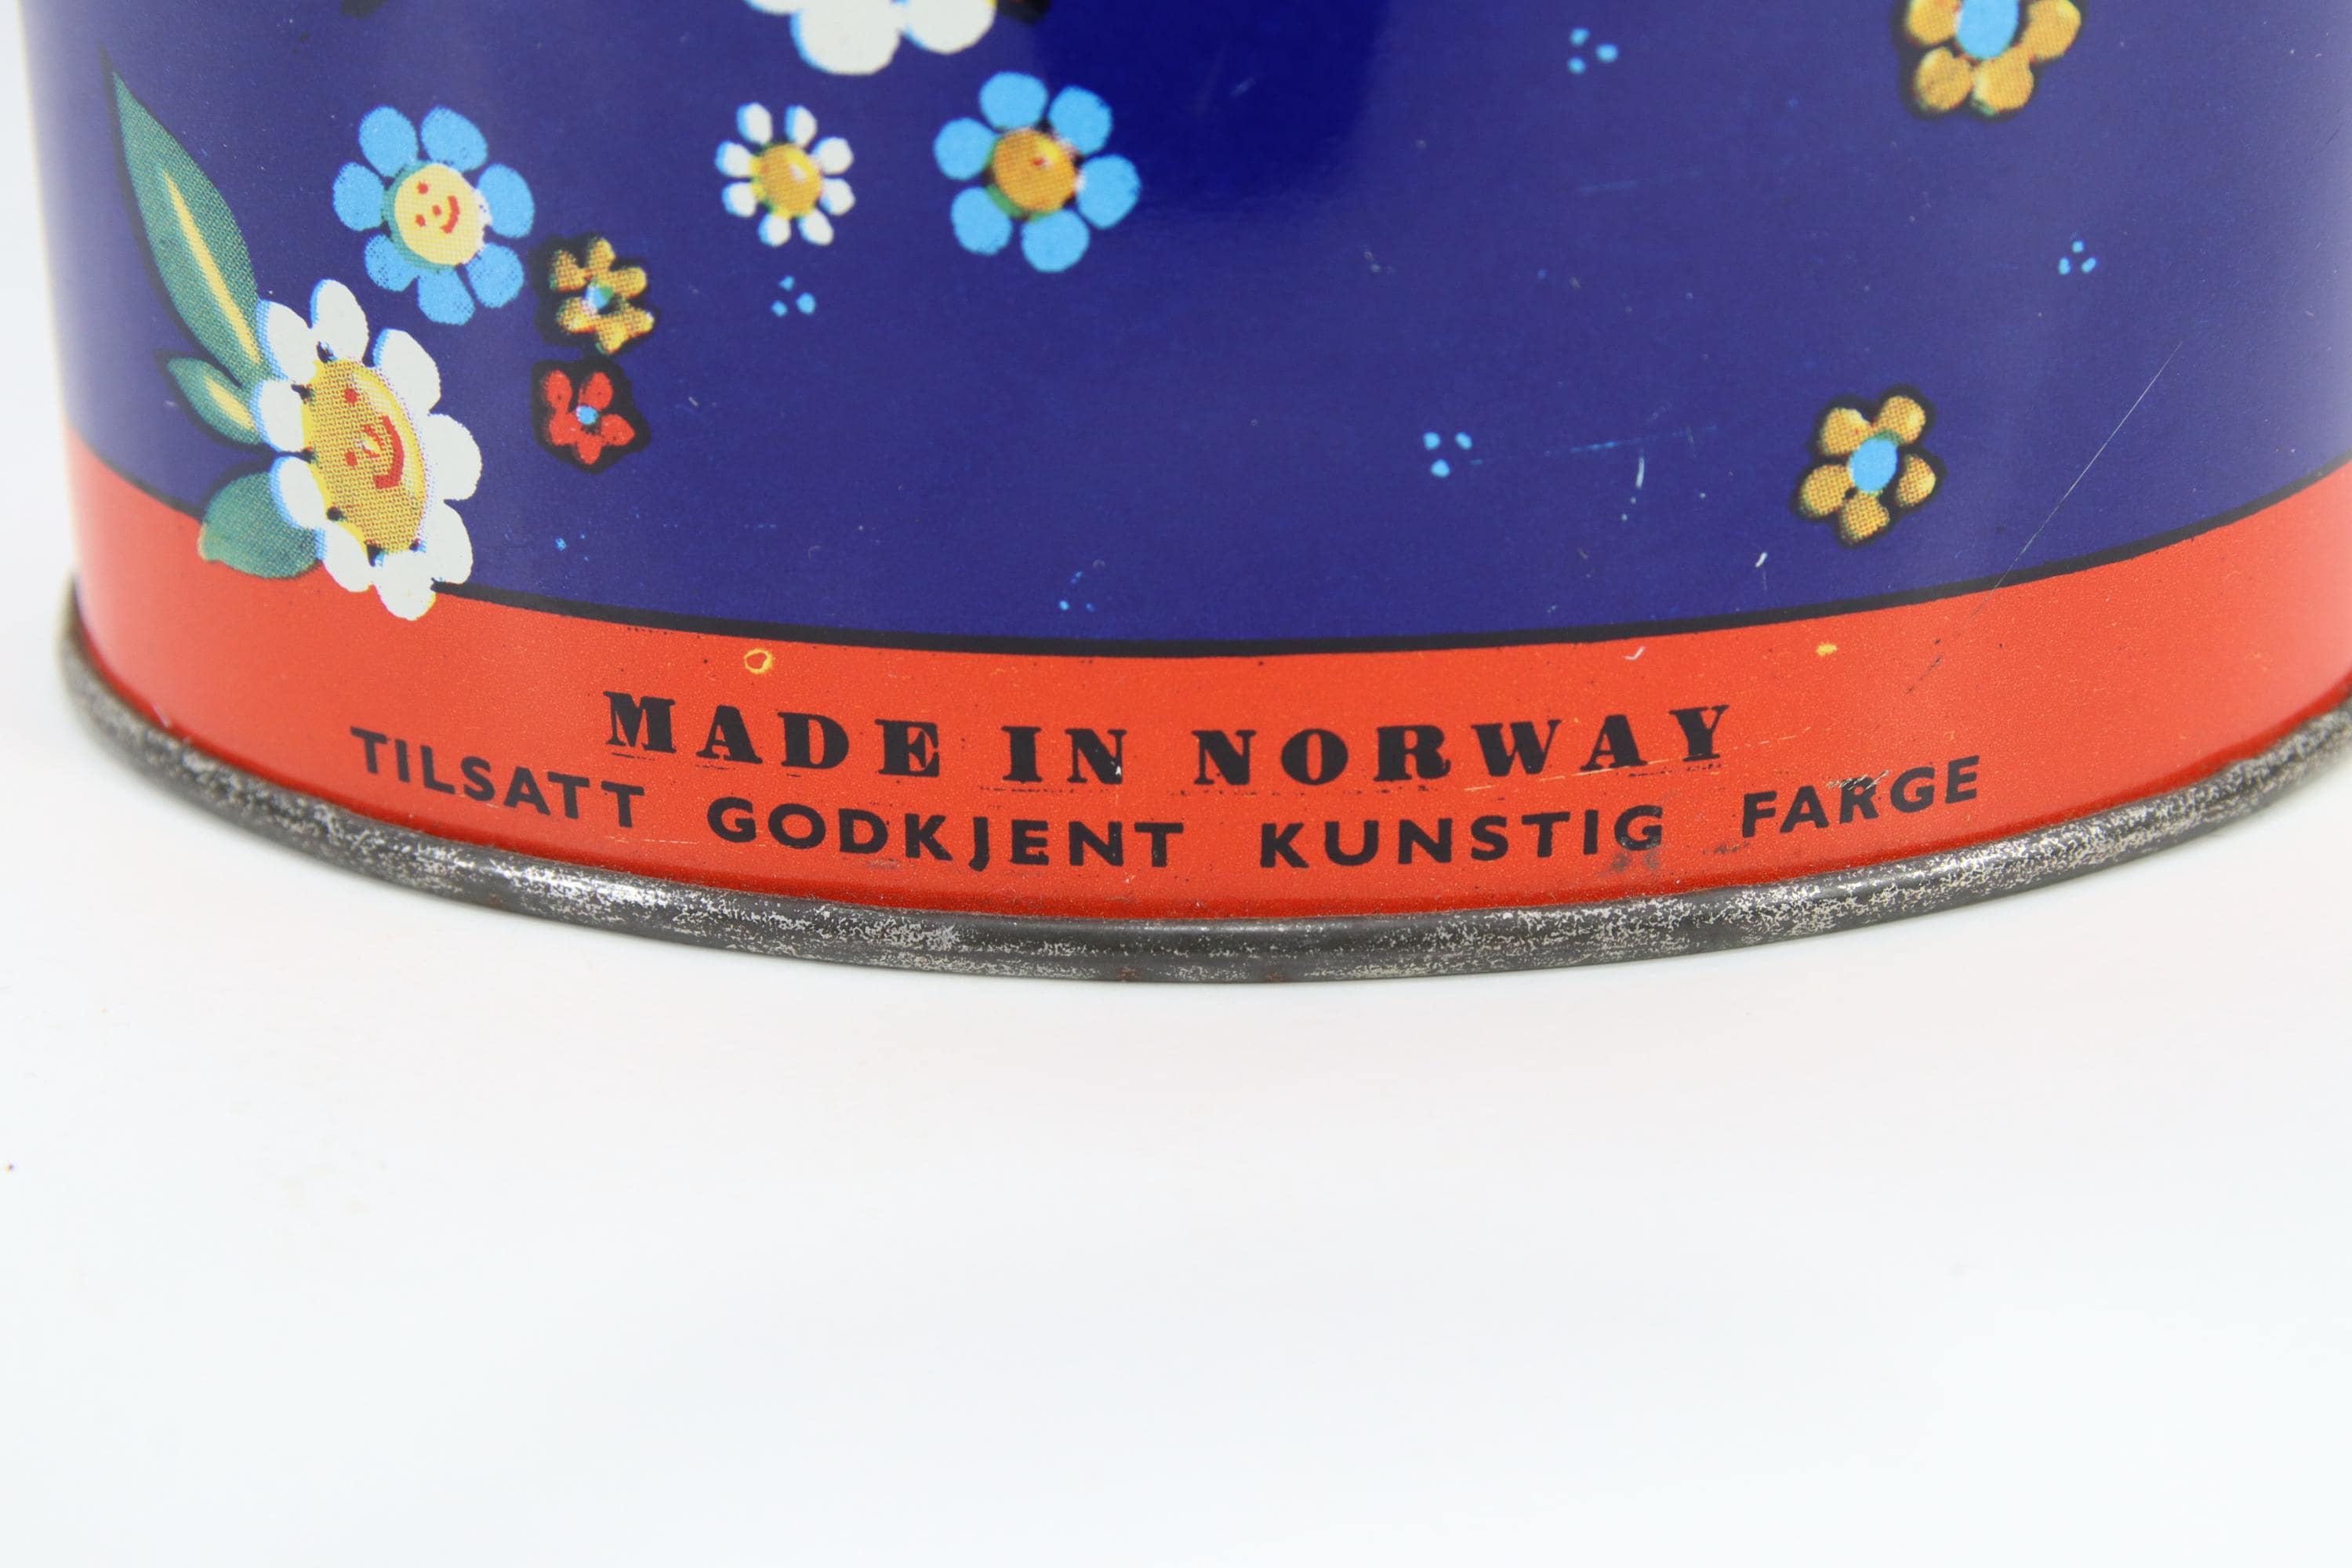 MADE IN NORWAY
TILSATT GODKJENT KUNSTIG FARGE